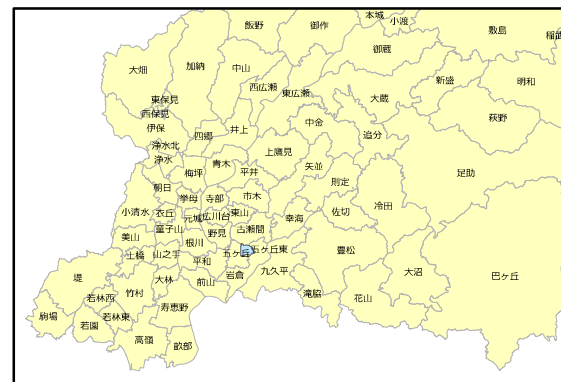 本城
小渡
飯野
御作
敷島
稲武
御蔵
大畑
加納
中山
新盛
明和
西広瀬
東広瀬
東保見
大蔵
萩野
西保見
伊保
四郷
井上
中金
追分
浄水北
浄水
上鷹見
矢並
足助
青木
梅坪
平井
則定
朝日
挙母
寺部
市木
小清水
衣丘
元城
広川台
東山
幸海
佐切
冷田
美山
童子山
野見
古瀬間
土橋
山之手
根川
平和
五ヶ丘
五ケ丘東
豊松
堤
大林
前山
岩倉
九久平
大沼
巴ケ丘
若林西
竹村
寿恵野
滝脇
花山
駒場
若園
若林東
高嶺
畝部